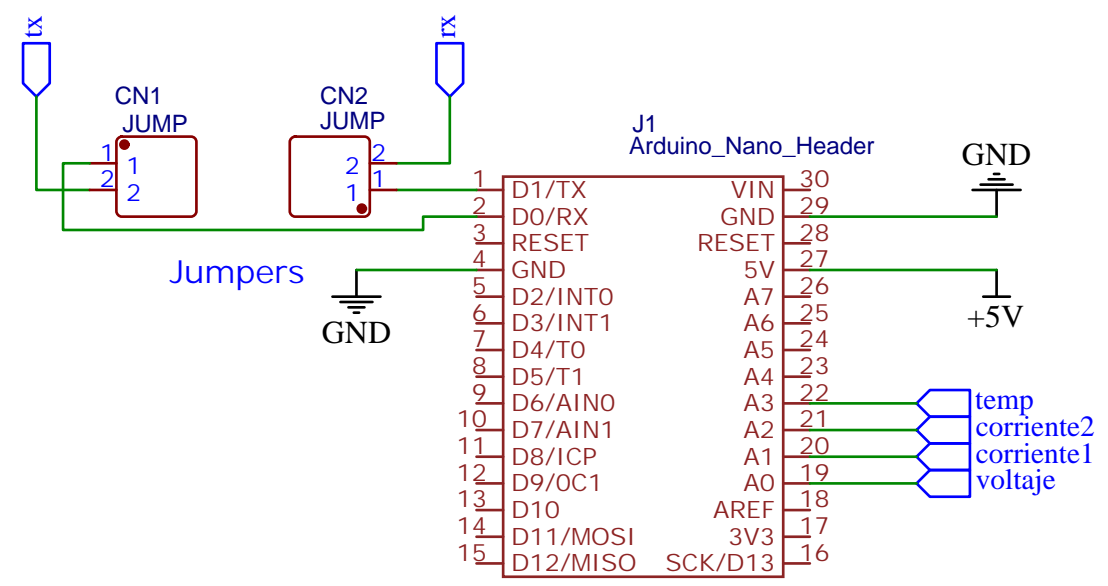 tx
rx
CN1
JUMP
1
2
1
2
CN2
JUMP
2
1
2
1
Jumpers
GND
J1
Arduino_Nano_Header
1 D1/TX VIN 30
2 D0/RX GND 29
3 RESET RESET 28
4 GND 5V 27
5 D2/INT0 A7 26
6 D3/INT1 A6 25
7 D4/T0 A5 24
8 D5/T1 A4 23
9 D6/AIN0 A3 22
10 D7/AIN1 A2 21
11 D8/ICP A1 20
12 D9/0C1 A0 19
13 D10 AREF 18
14 D11/MOSI 3V3 17
15 D12/MISO SCK/D13 16
GND
+5V
temp
corriente2
corriente1
voltaje